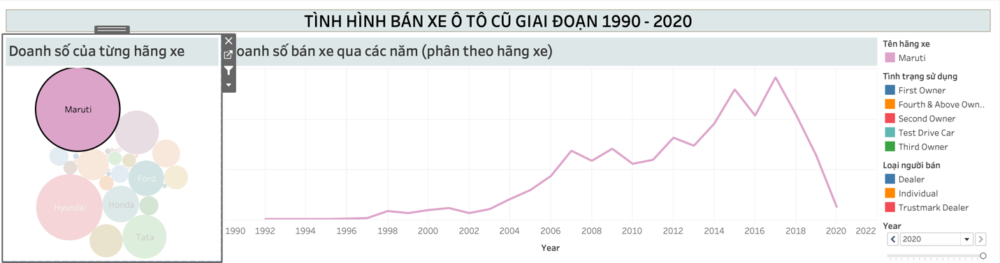 TÌNH HÌNH BÁN XE Ô TÔ CŨ GIAI ĐOẠN 1990 - 2020
Doanh số của từng hãng xe
oanh số bán xe qua các năm (phân theo hãng xe)
Maruti
Ford
Hyundai
Honda
Tata
1990 1992 1994 1996 1998 2000 2002 2004 2006 2008 2010 2012 2014 2016 2018 2020 2022
Year
Tên hãng xe
Maruti
Tình trạng sử dụng
First Owner
Fourth & Above Own..
Second Owner
Test Drive Car
Third Owner
Loại người bán
Dealer
Individual
Trustmark Dealer
Year
2020